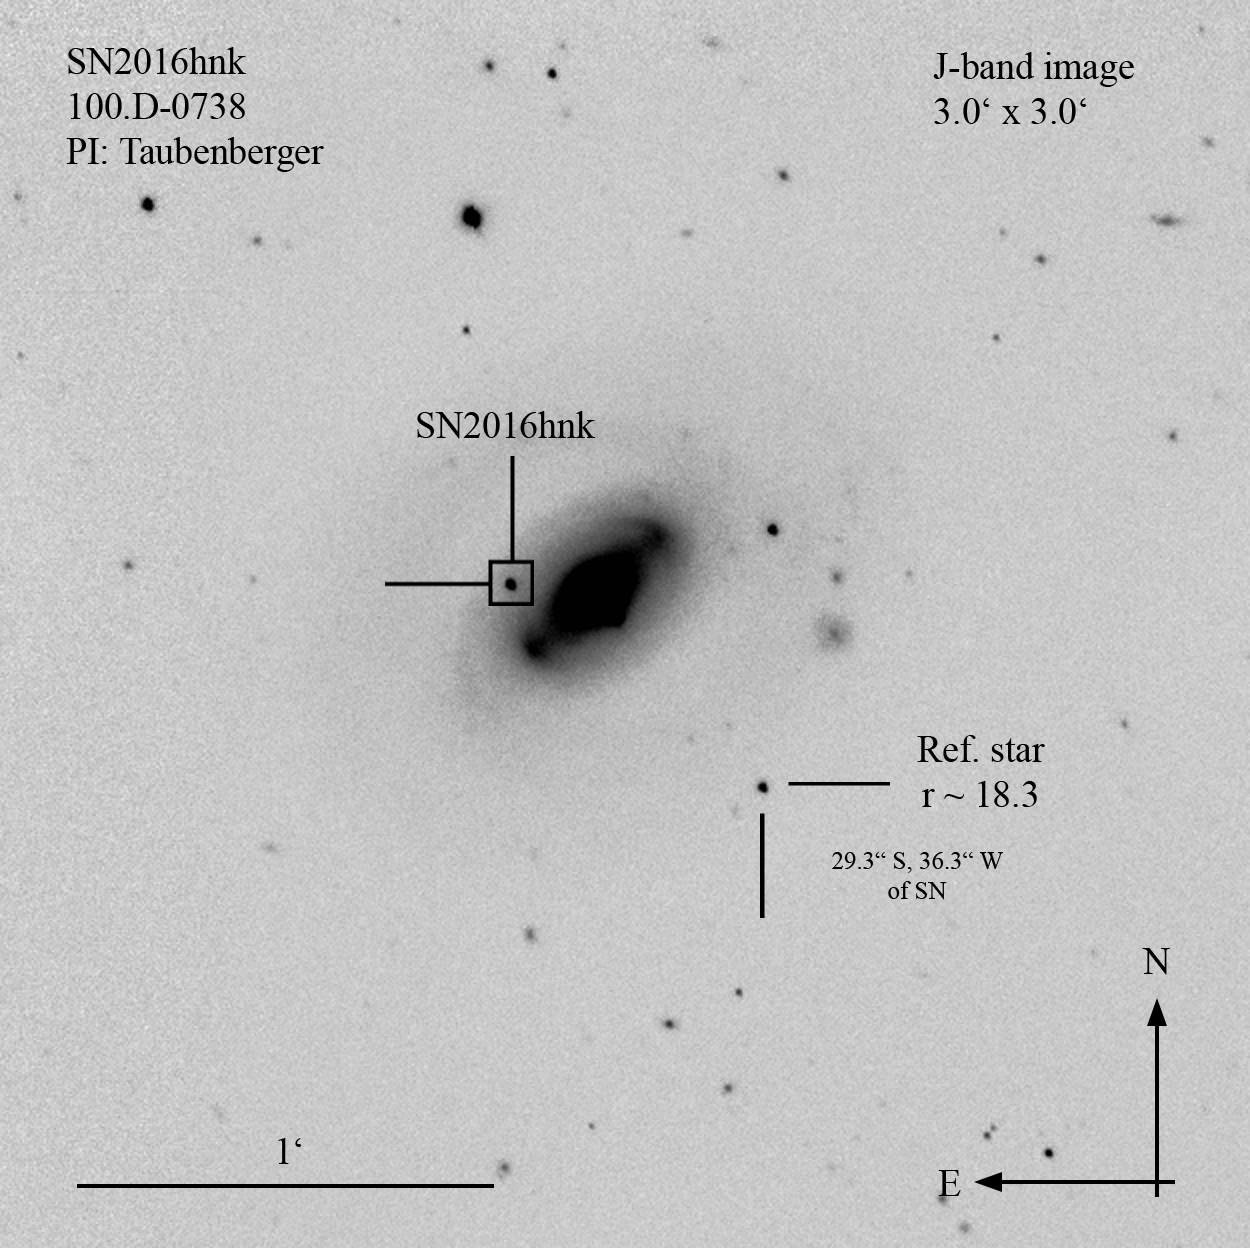 SN2016hnk
100.D-0738
PI: Taubenberger
J-band image
3.0‘ x 3.0‘
SN2016hnk
Ref. star
r ~ 18.3
29.3“ S, 36.3“ W
of SN
N
1‘
E